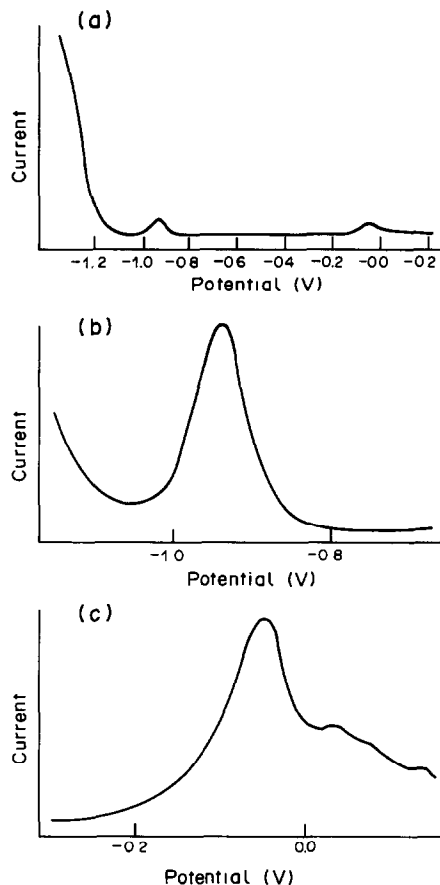 (a)
Current
-1.2 -1.0 -0.8 -0.6 -0.4 -0.2 -0.0 -0.2
Potential (V)
(b)
Current
-1.0 -0.8
Potential (V)
(c)
Current
-0.2 0.0
Potential (V)